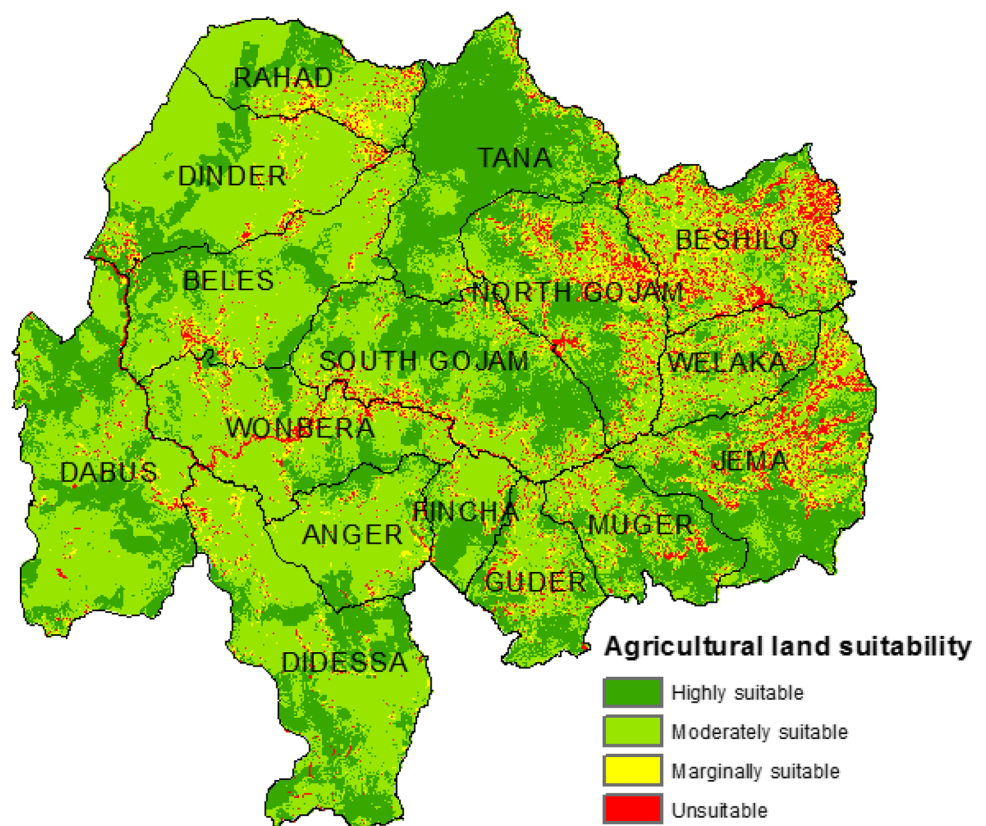 RAHAD
TANA
DINDER
BESHILO
BELES
NORTH GOJAM
SOUTH GOJAM
WELAKA
WONBERA
JEMA
DABUS
FINCHA
MUGER
ANGER
GUDER
DIDESSA
Agricultural land suitability
Highly suitable
Moderately suitable
Marginally suitable
Unsuitable